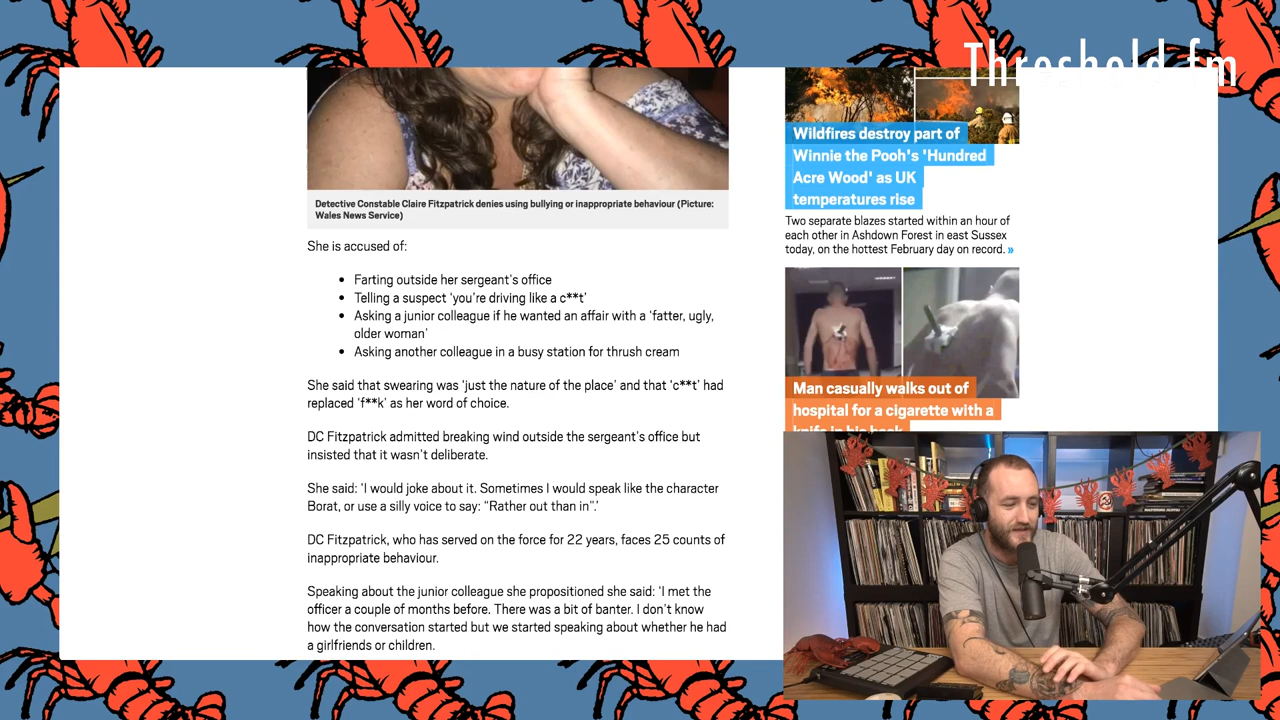 Threshold.fm
Detective Constable Claire Fitzpatrick denies using bullying or inappropriate behaviour (Picture:
Wales News Service)
She is accused of:
• Farting outside her sergeant's office
• Telling a suspect ‘you're driving like a c**t’
• Asking a junior colleague if he wanted an affair with a ‘fatter, ugly,
older woman’
• Asking another colleague in a busy station for thrush cream
She said that swearing was ‘just the nature of the place’ and that ‘c**t’ had
replaced ‘f**k’ as her word of choice.
DC Fitzpatrick admitted breaking wind outside the sergeant's office but
insisted that it wasn't deliberate.
She said: ‘I would joke about it. Sometimes I would speak like the character
Borat, or use a silly voice to say: “Rather out than in”.’
DC Fitzpatrick, who has served on the force for 22 years, faces 25 counts of
inappropriate behaviour.
Speaking about the junior colleague she propositioned she said: ‘I met the
officer a couple of months before. There was a bit of banter. I don't know
how the conversation started but we started speaking about whether he had
a girlfriends or children.
Wildfires destroy part of
Winnie the Pooh's 'Hundred
Acre Wood' as UK
temperatures rise
Two separate blazes started within an hour of
each other in Ashdown Forest in east Sussex
today, on the hottest February day on record. »
Man casually walks out of
hospital for a cigarette with a
knife in his back